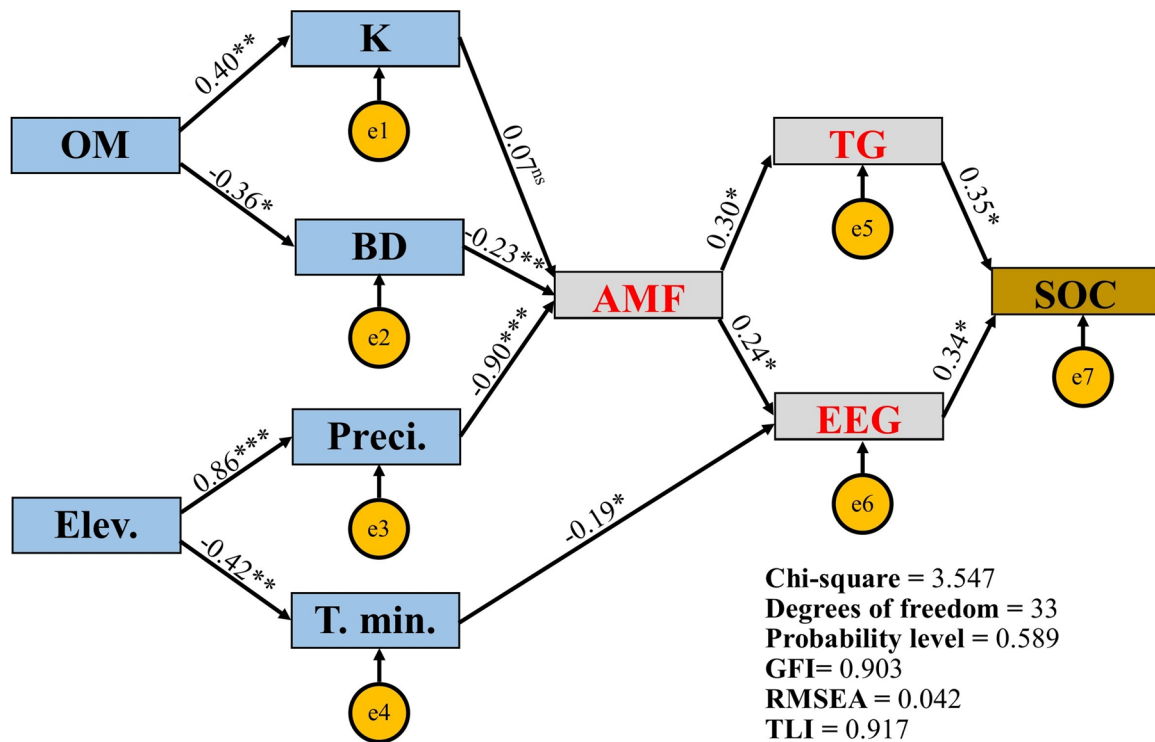 K
0.40**
e1
OM
0.07ns
TG
-0.36*
0.30*
e5
0.35*
BD
-0.23**
AMF
SOC
e2
-0.90***
0.24*
0.34*
e7
Preci.
EEG
0.86***
e3
Elev.
-0.19*
e6
-0.42**
T. min.
e4
Chi-square = 3.547
Degrees of freedom = 33
Probability level = 0.589
GFI= 0.903
RMSEA = 0.042
TLI = 0.917